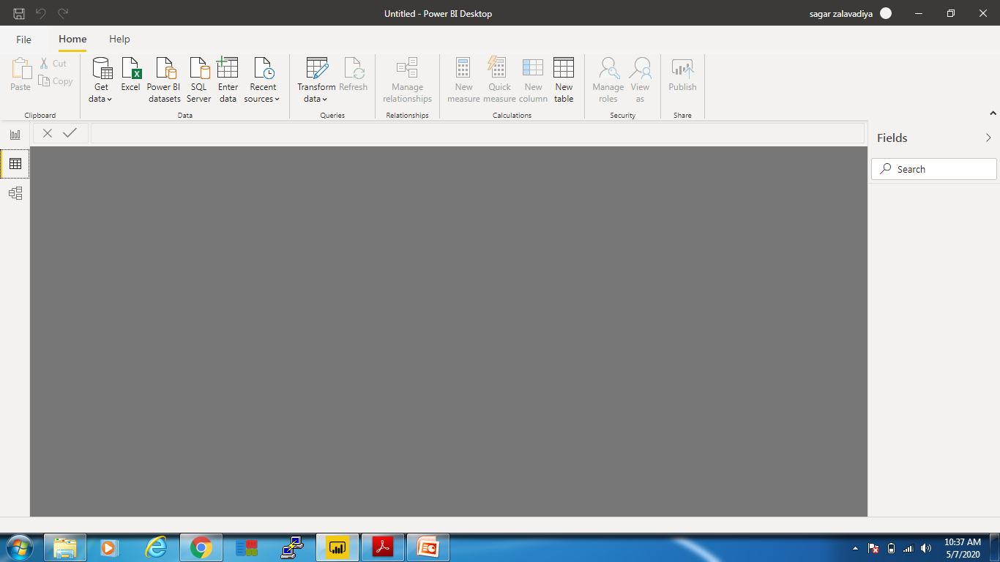 Untitled - Power BI Desktop
sagar zalavadiya
File
Home
Help
Paste
Cut
Copy
Clipboard
Get data
Excel
Power BI datasets
SQL Server
Enter data
Recent sources
Data
Transform data
Refresh
Queries
Manage relationships
Relationships
New measure
Quick measure
New column
New table
Calculations
Manage roles
View as
Security
Publish
Share
Fields
Search
10:37 AM
5/7/2020